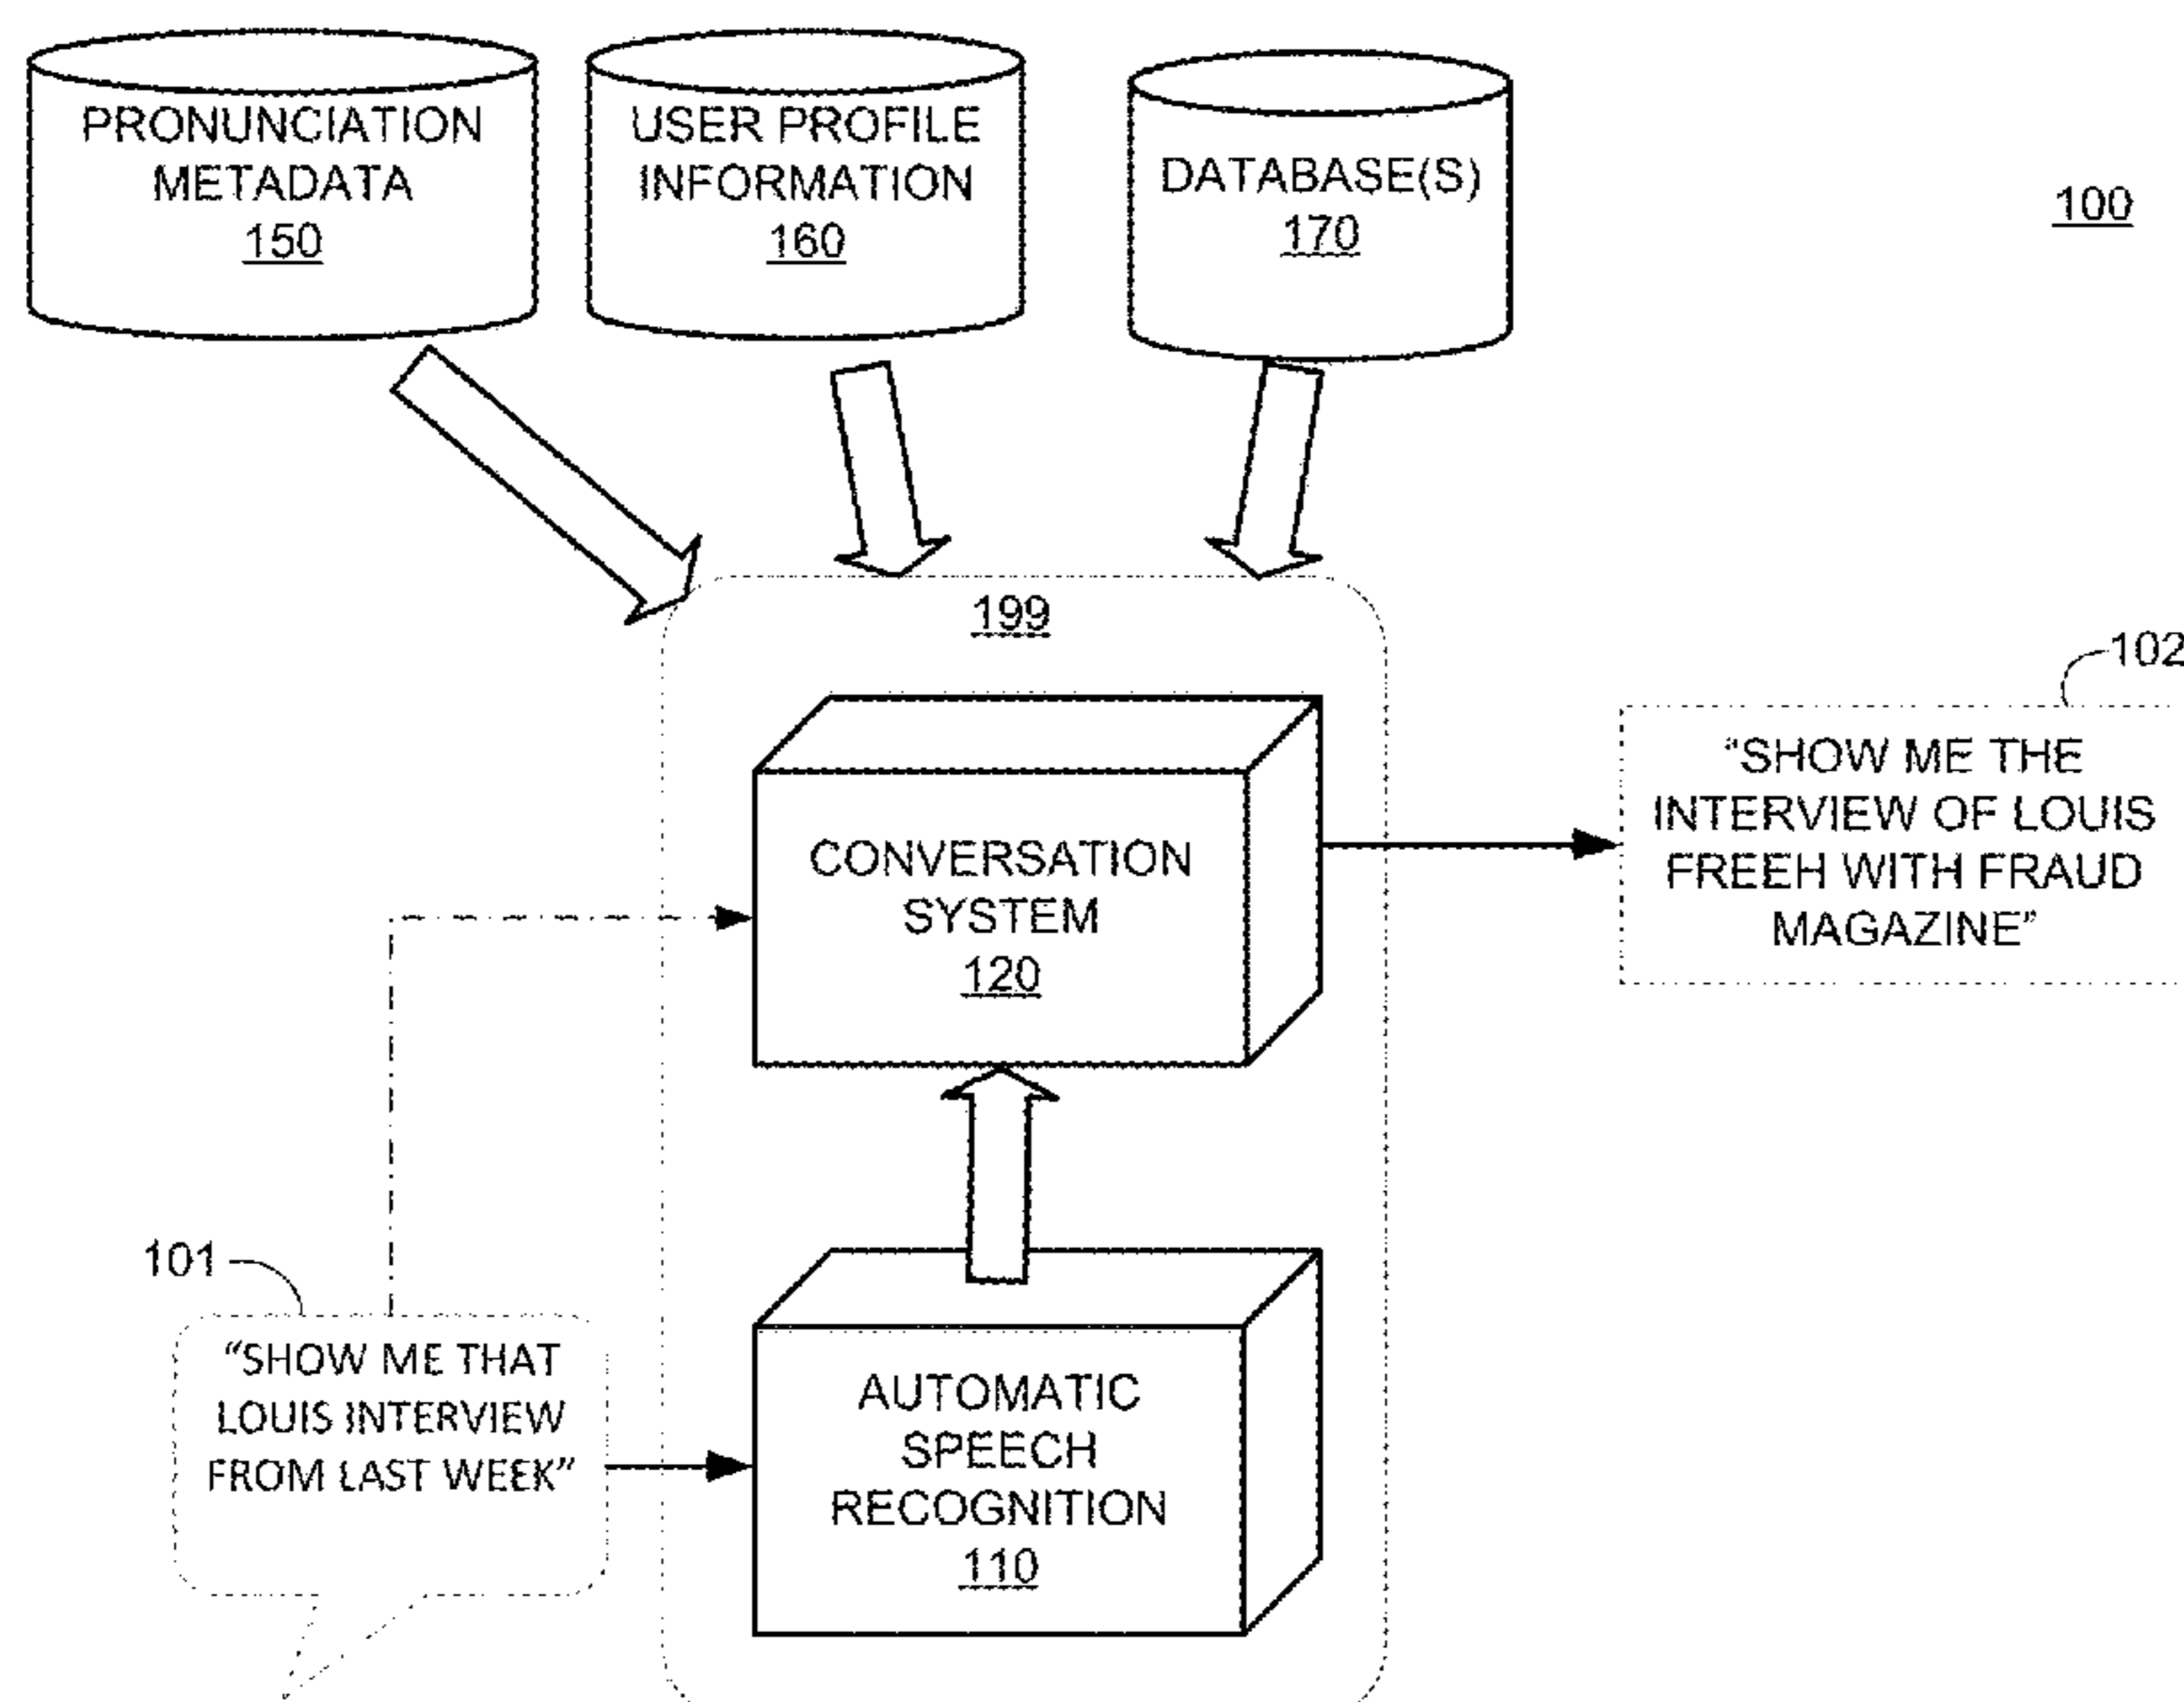 PRONUNCIATION
METADATA
150
USER PROFILE
INFORMATION
160
DATABASE(S)
170
100
199
102
"SHOW ME THE
INTERVIEW OF LOUIS
FREEH WITH FRAUD
MAGAZINE"
CONVERSATION
SYSTEM
120
101
“SHOW ME THAT
LOUIS INTERVIEW
FROM LAST WEEK”
AUTOMATIC
SPEECH
RECOGNITION
110